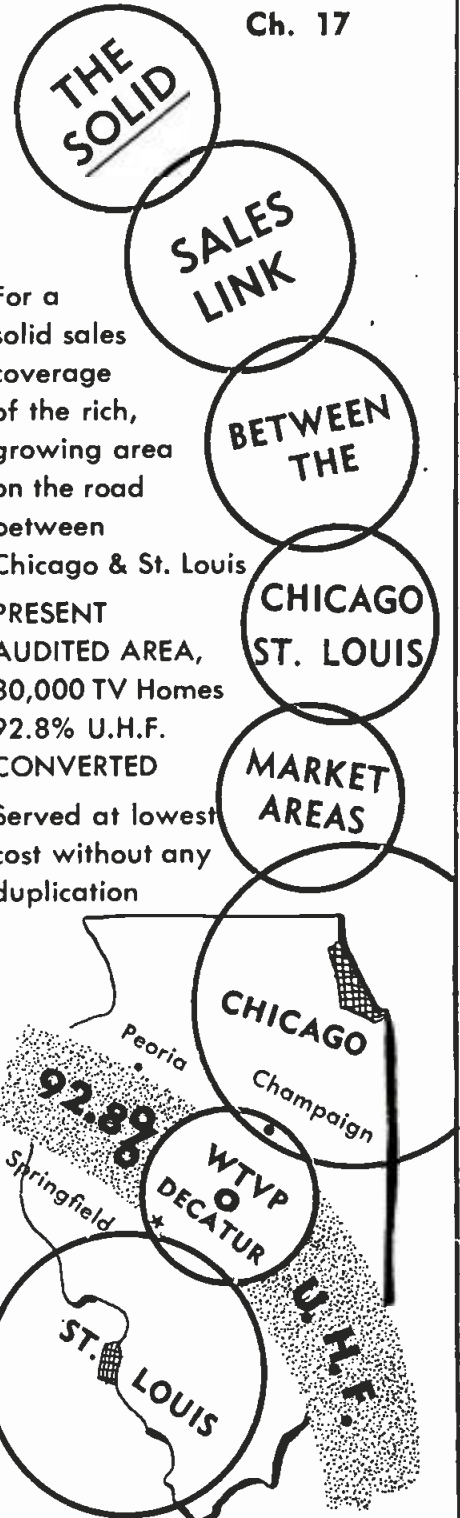 Ch. 17
THE
SOLID
SALES
LINK
BETWEEN
THE
CHICAGO
ST. LOUIS
MARKET
AREAS
For a
solid sales
coverage
of the rich,
growing area
on the road
between
Chicago & St. Louis
PRESENT
AUDITED AREA,
TV Homes
92.8% U.H.F.
CONVERTED
Served at lowest
cost without any
duplication
CHICAGO
Peoria
Champaign
92.8%
WTVP
DECATUR
Springfield
U.H.F.
ST. LOUIS